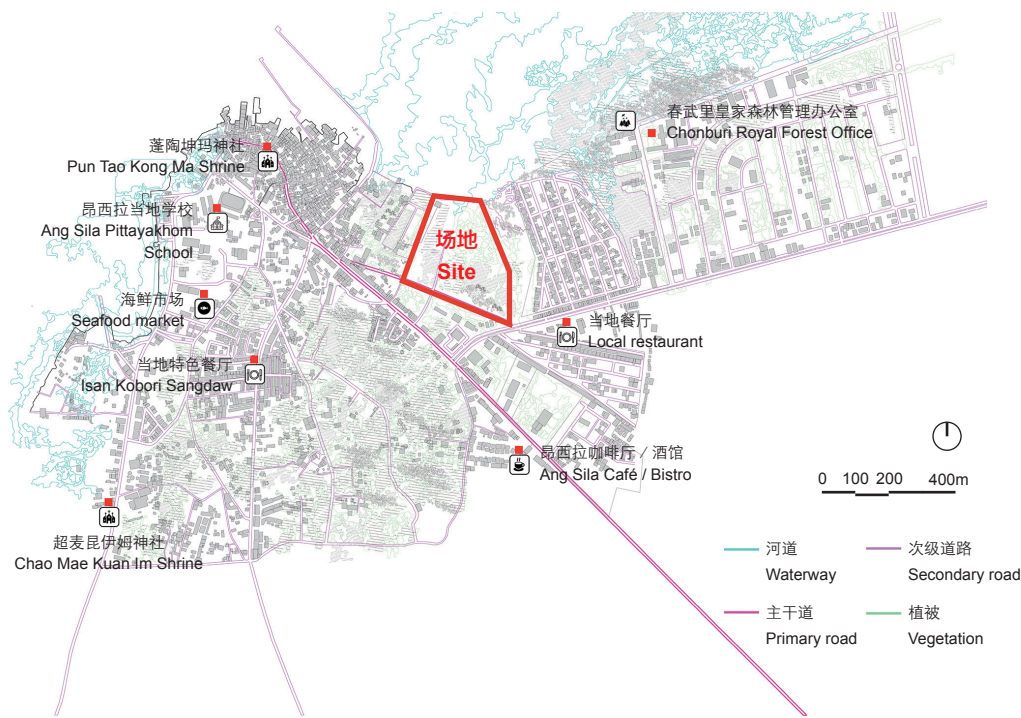 春武里皇家森林管理办公室
Chonburi Royal Forest Office
蓬陶坤玛神社
Pun Tao Kong Ma Shrine
昂西拉当地学校
Ang Sila Pittayakhom
School
场地
Site
海鲜市场
Seafood market
当地餐厅
Local restaurant
当地特色餐厅
Isan Kobori Sangdaw
昂西拉咖啡厅 / 酒馆
Ang Sila Café / Bistro
0 100 200 400m
超麦昆伊姆神社
Chao Mae Kuan Im Shrine
河道
Waterway
次级道路
Secondary road
主干道
Primary road
植被
Vegetation